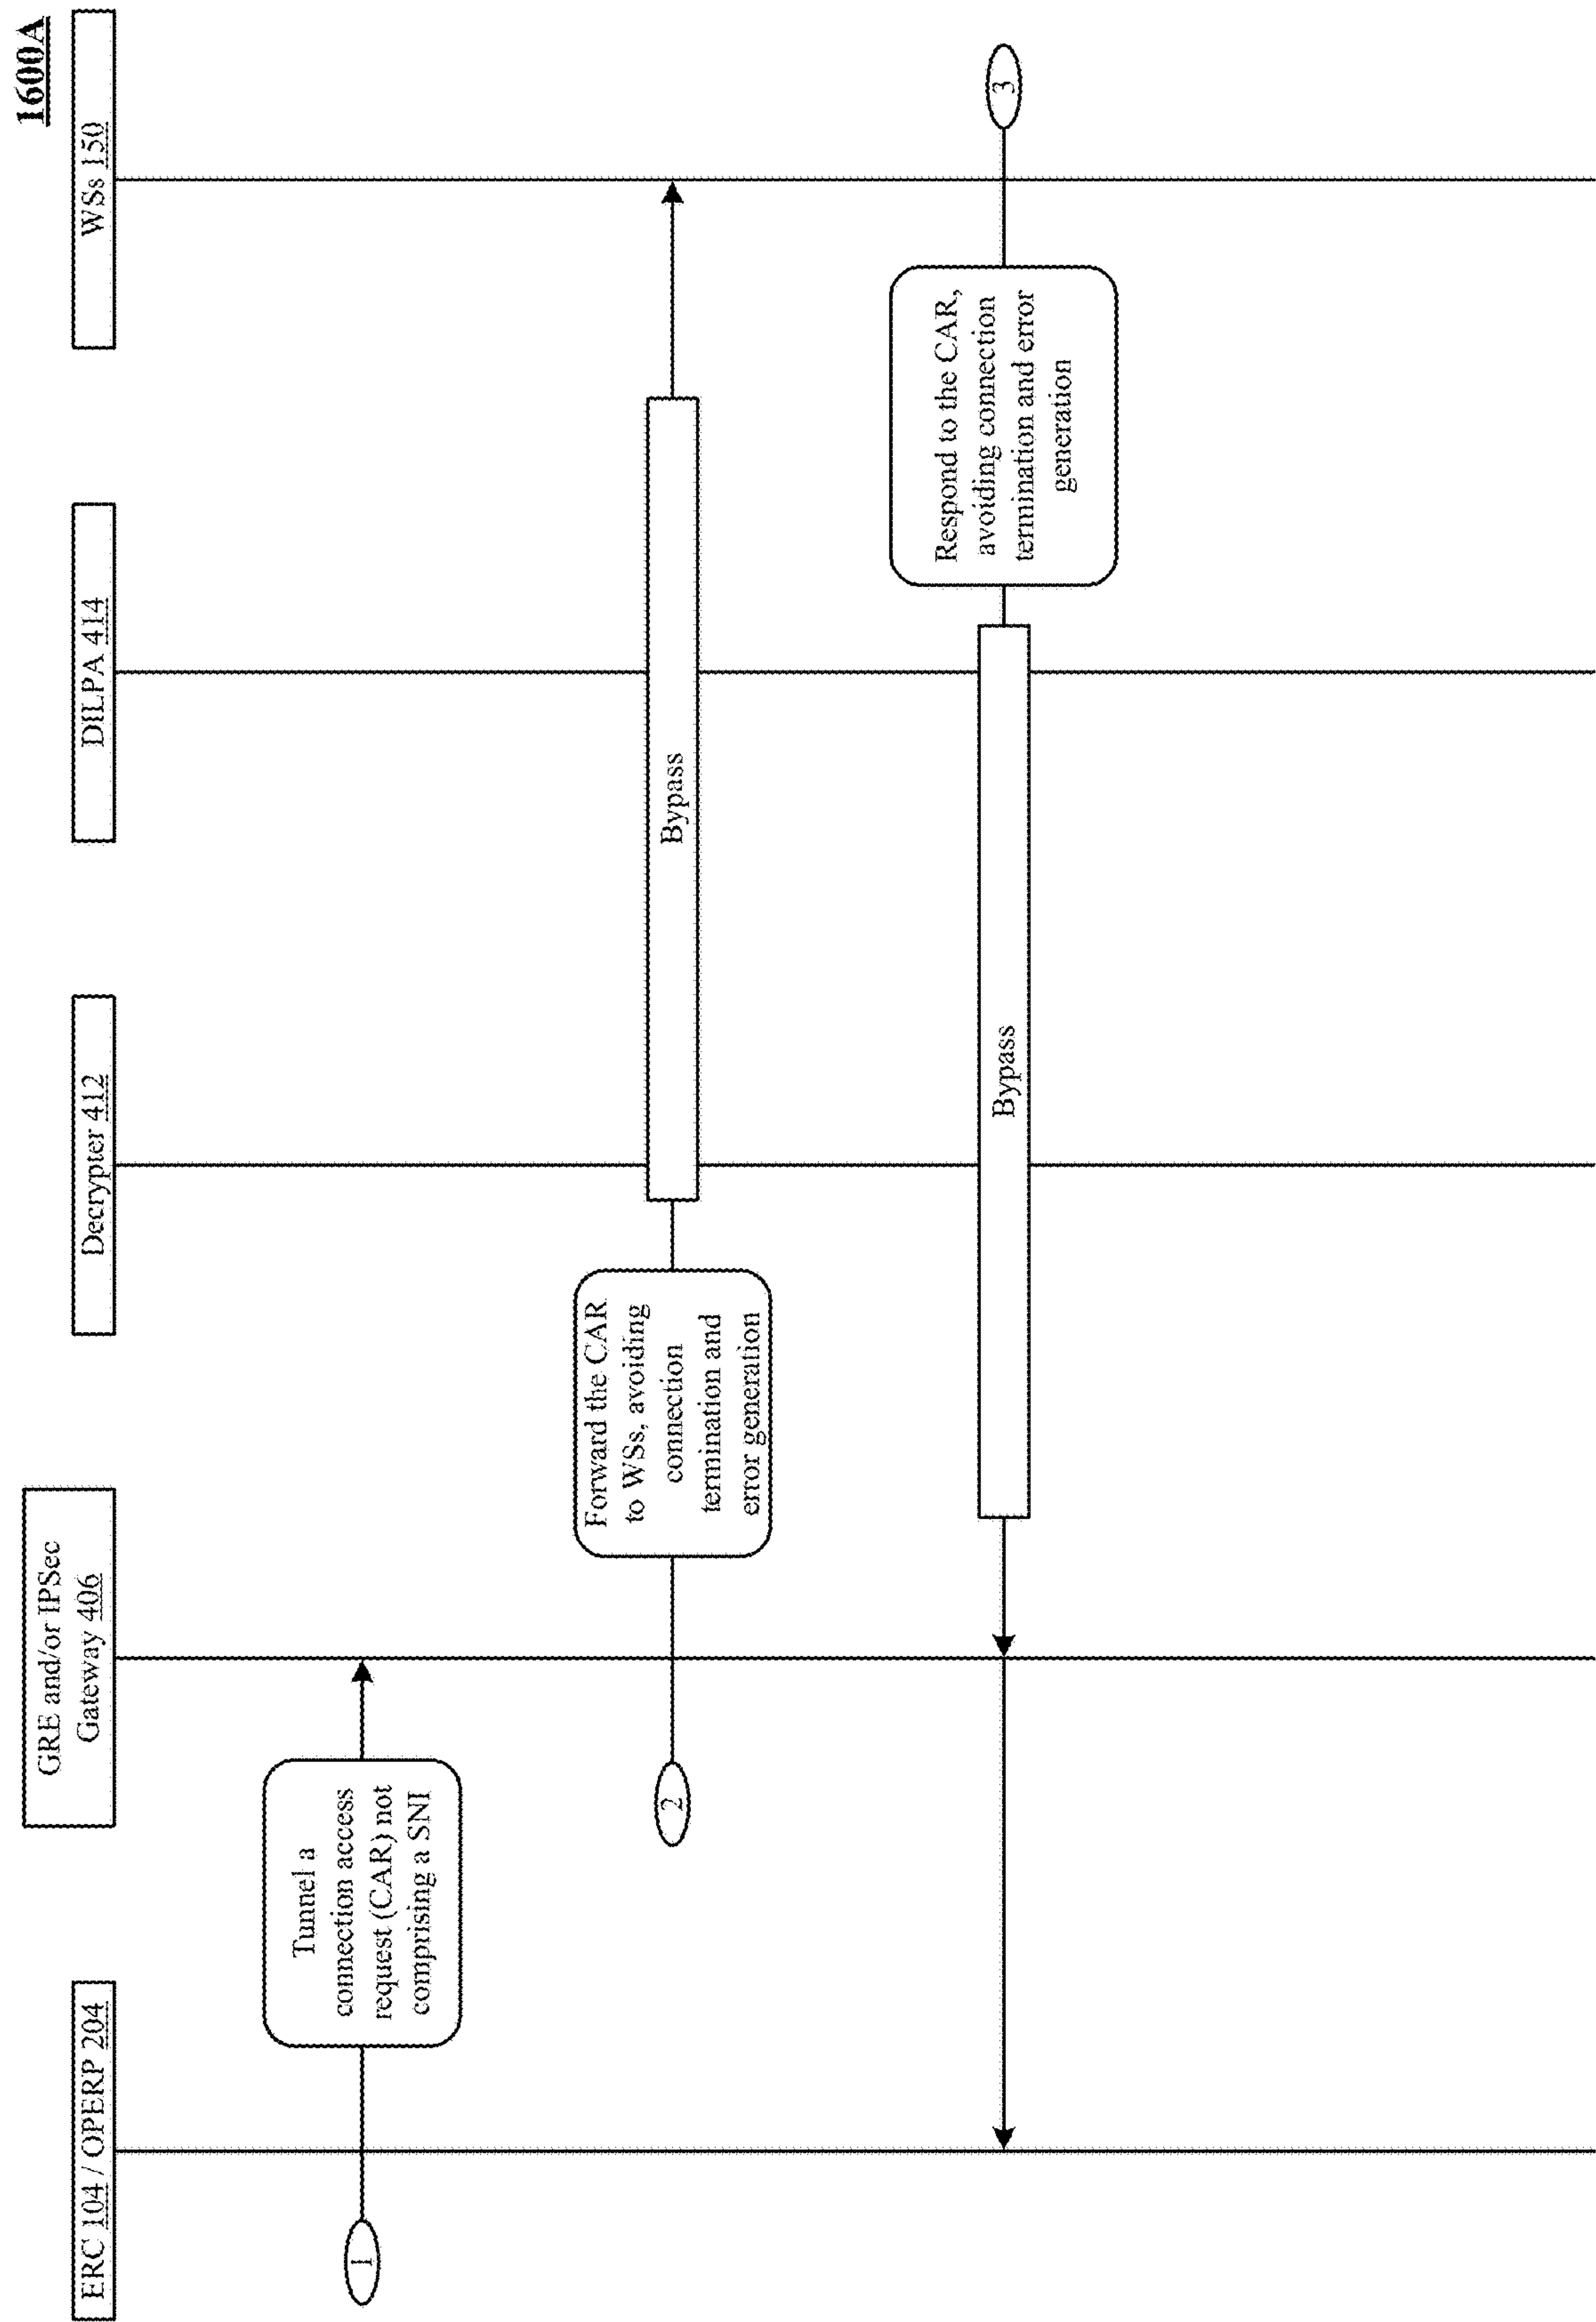 1600A
ERC 104 / OPERP 204
GRE and/or IPSec
Gateway 406
Decrypter 412
DILPA 414
WSs 150
1
Tunnel a
connection access
request (CAR) not
comprising a SNI
2
Forward the CAR
to WSs, avoiding
connection
termination and
error generation
Bypass
Bypass
Respond to the CAR,
avoiding connection
termination and error
generation
3